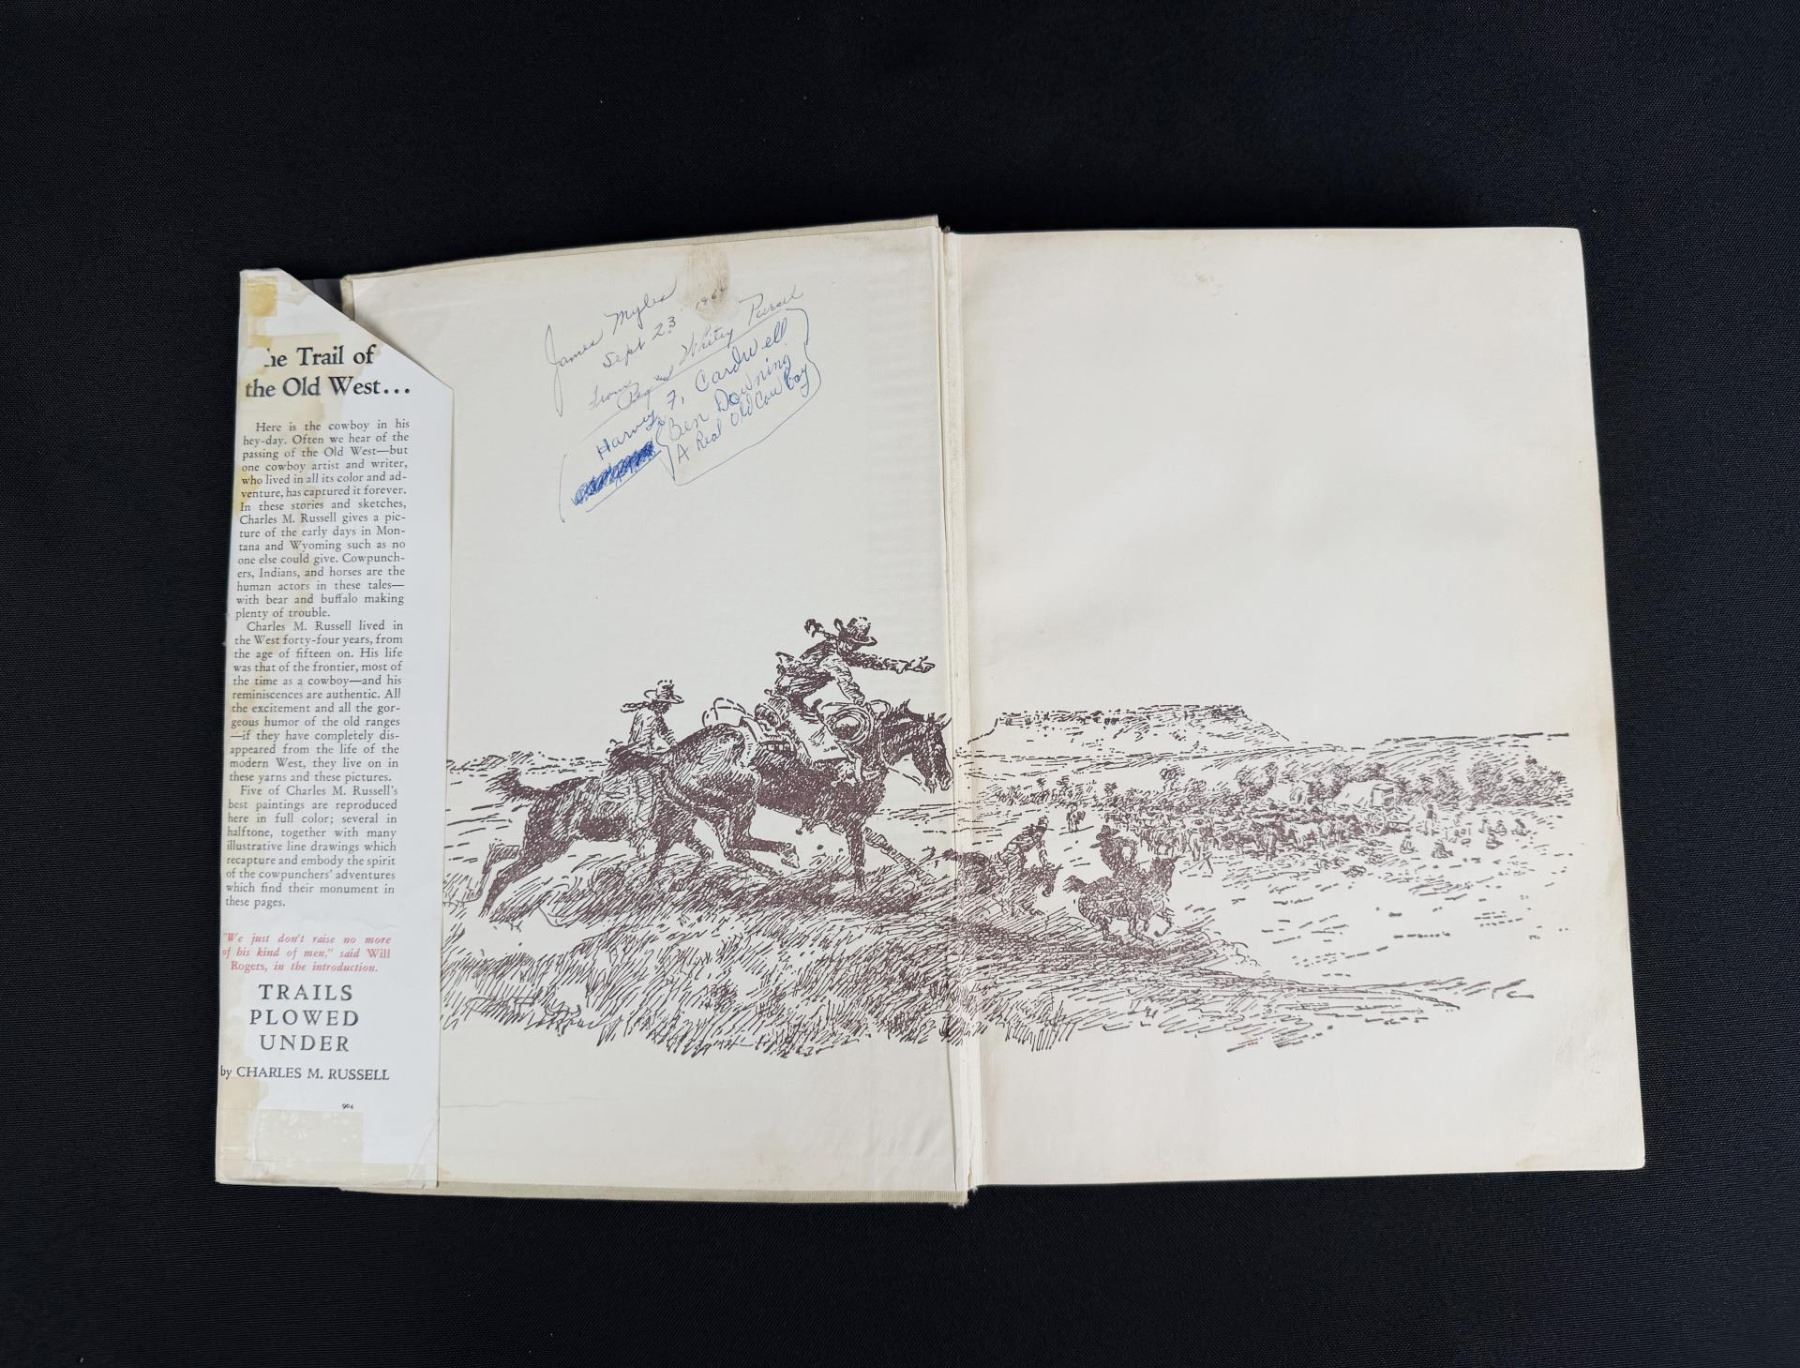 he Trail of
the Old West...
Here is the cowboy in his
hey-day. Often we hear of the
passing of the Old West—but
one cowboy artist and writer,
who lived in all its color and ad-
venture, has captured it forever.
In these stories and sketches,
Charles M. Russell gives a pic-
ture of the early days in Mon-
tana and Wyoming such as no
one else could give. Cowpunch-
ers, Indians, and horses are the
human actors in these tales—
with bear and buffalo making
plenty of trouble.
Charles M. Russell lived in
the West forty-four years, from
the age of fifteen on. His life
was that of the frontier, most of
the time as a cowboy—and his
reminiscences are authentic. All
the excitement and all the gor-
geous humor of the old ranges
—if they have completely dis-
appeared from the life of the
modern West, they live on in
these yarns and these pictures.
Five of Charles M. Russell's
best paintings are reproduced
here in full color; several in
halftone, together with many
illustrative line drawings which
recapture and embody the spirit
of the cowpunchers' adventures
which find their monument in
these pages.
"We just don't raise no more
of his kind of men," said Will
Rogers, in the introduction.
TRAILS
PLOWED
UNDER
by CHARLES M. RUSSELL
James Myles
Sept 23
from
Whitey
Harvey F, Cardwell
Ben Downing
A Real Old Cow boy